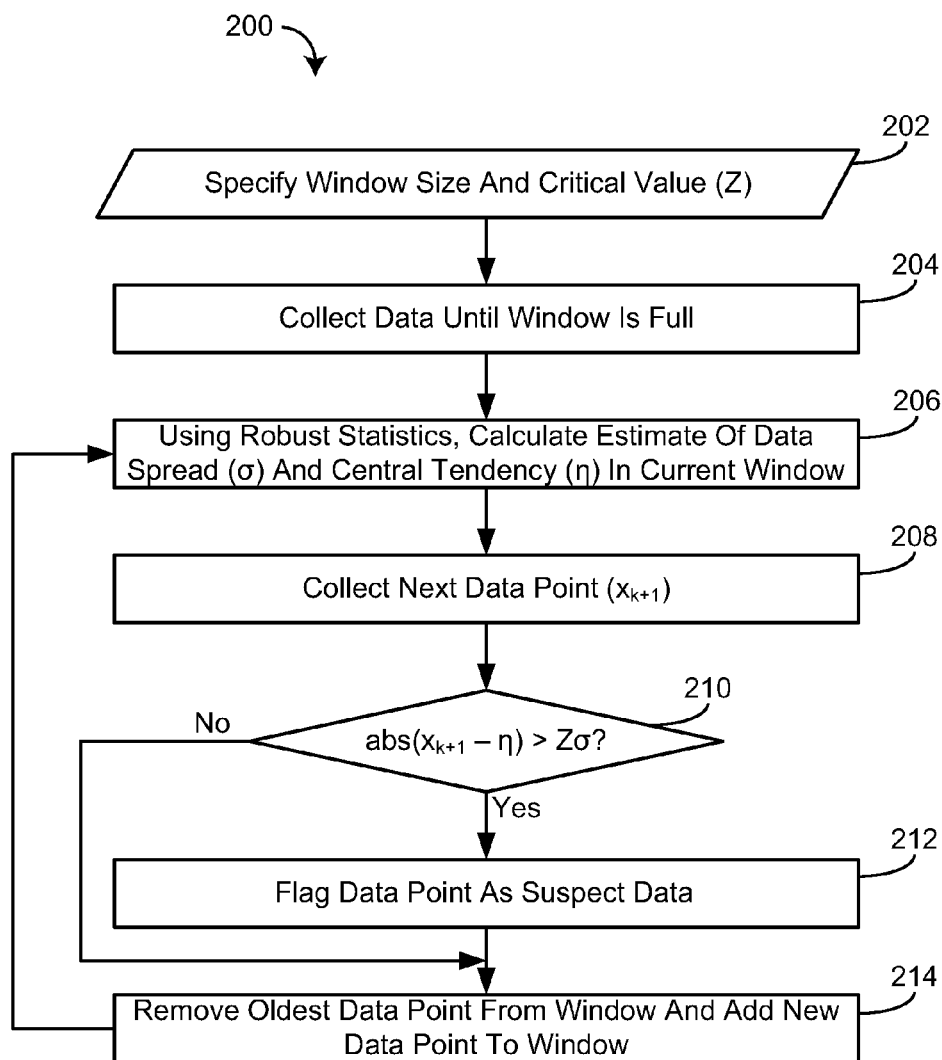 200
202
Specify Window Size And Critical Value (Z)
204
Collect Data Until Window Is Full
206
Using Robust Statistics, Calculate Estimate Of Data
Spread (σ) And Central Tendency (η) In Current Window
208
Collect Next Data Point (xₖ₊₁)
210
No
abs(xₖ₊₁ – η) > Zσ?
Yes
212
Flag Data Point As Suspect Data
214
Remove Oldest Data Point From Window And Add New
Data Point To Window